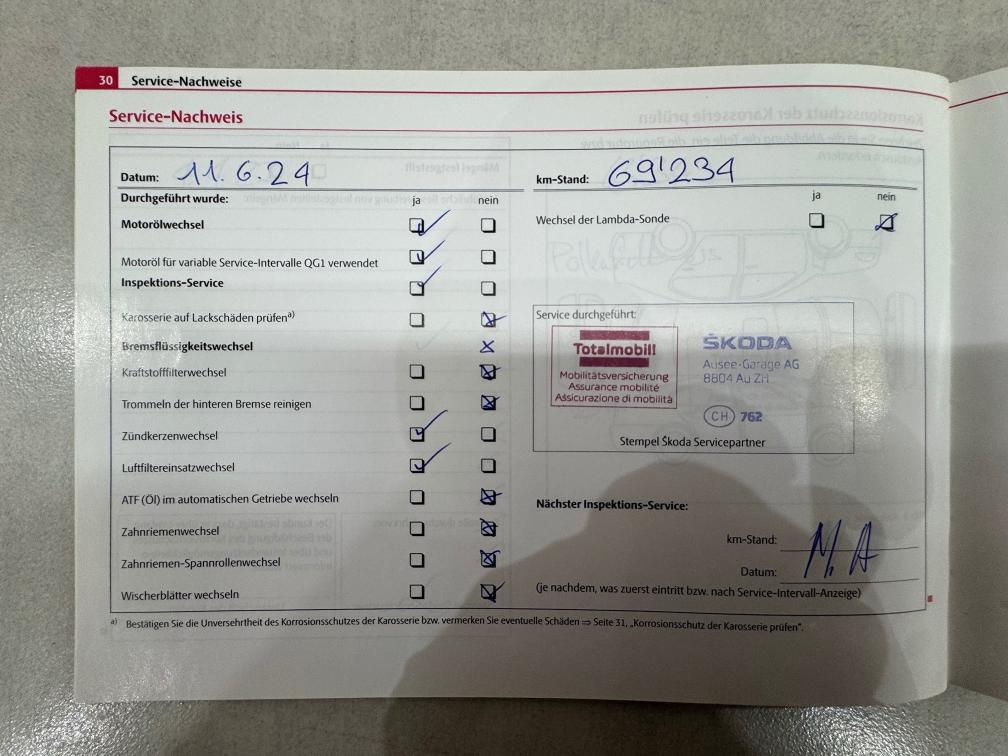 30 Service-Nachweise
Service-Nachweis
Datum: 11.6.24
km-Stand: 69'234
Durchgeführt wurde: ja nein
Motorölwechsel
Motoröl für variable Service-Intervalle QG1 verwendet
Inspektions-Service
Karosserie auf Lackschäden prüfen a)
Bremsflüssigkeitswechsel
Kraftstofffilterwechsel
Trommeln der hinteren Bremse reinigen
Zündkerzenwechsel
Luftfiltereinsatzwechsel
ATF (Öl) im automatischen Getriebe wechseln
Zahnriemenwechsel
Zahnriemen-Spannrollenwechsel
Wischerblätter wechseln
ja nein
Wechsel der Lambda-Sonde
Service durchgeführt:
Totalmobil!
Mobilitätsversicherung
Assurance mobilité
Assicurazione di mobilità
ŠKODA
Ausee-Garage AG
8804 Au ZH
CH 762
Stempel Škoda Servicepartner
Nächster Inspektions-Service:
km-Stand:
Datum:
(je nachdem, was zuerst eintritt bzw. nach Service-Intervall-Anzeige)
a) Bestätigen Sie die Unversehrtheit des Korrosionsschutzes der Karosserie bzw. vermerken Sie eventuelle Schäden ⇒ Seite 31, „Korrosionsschutz der Karosserie prüfen“.